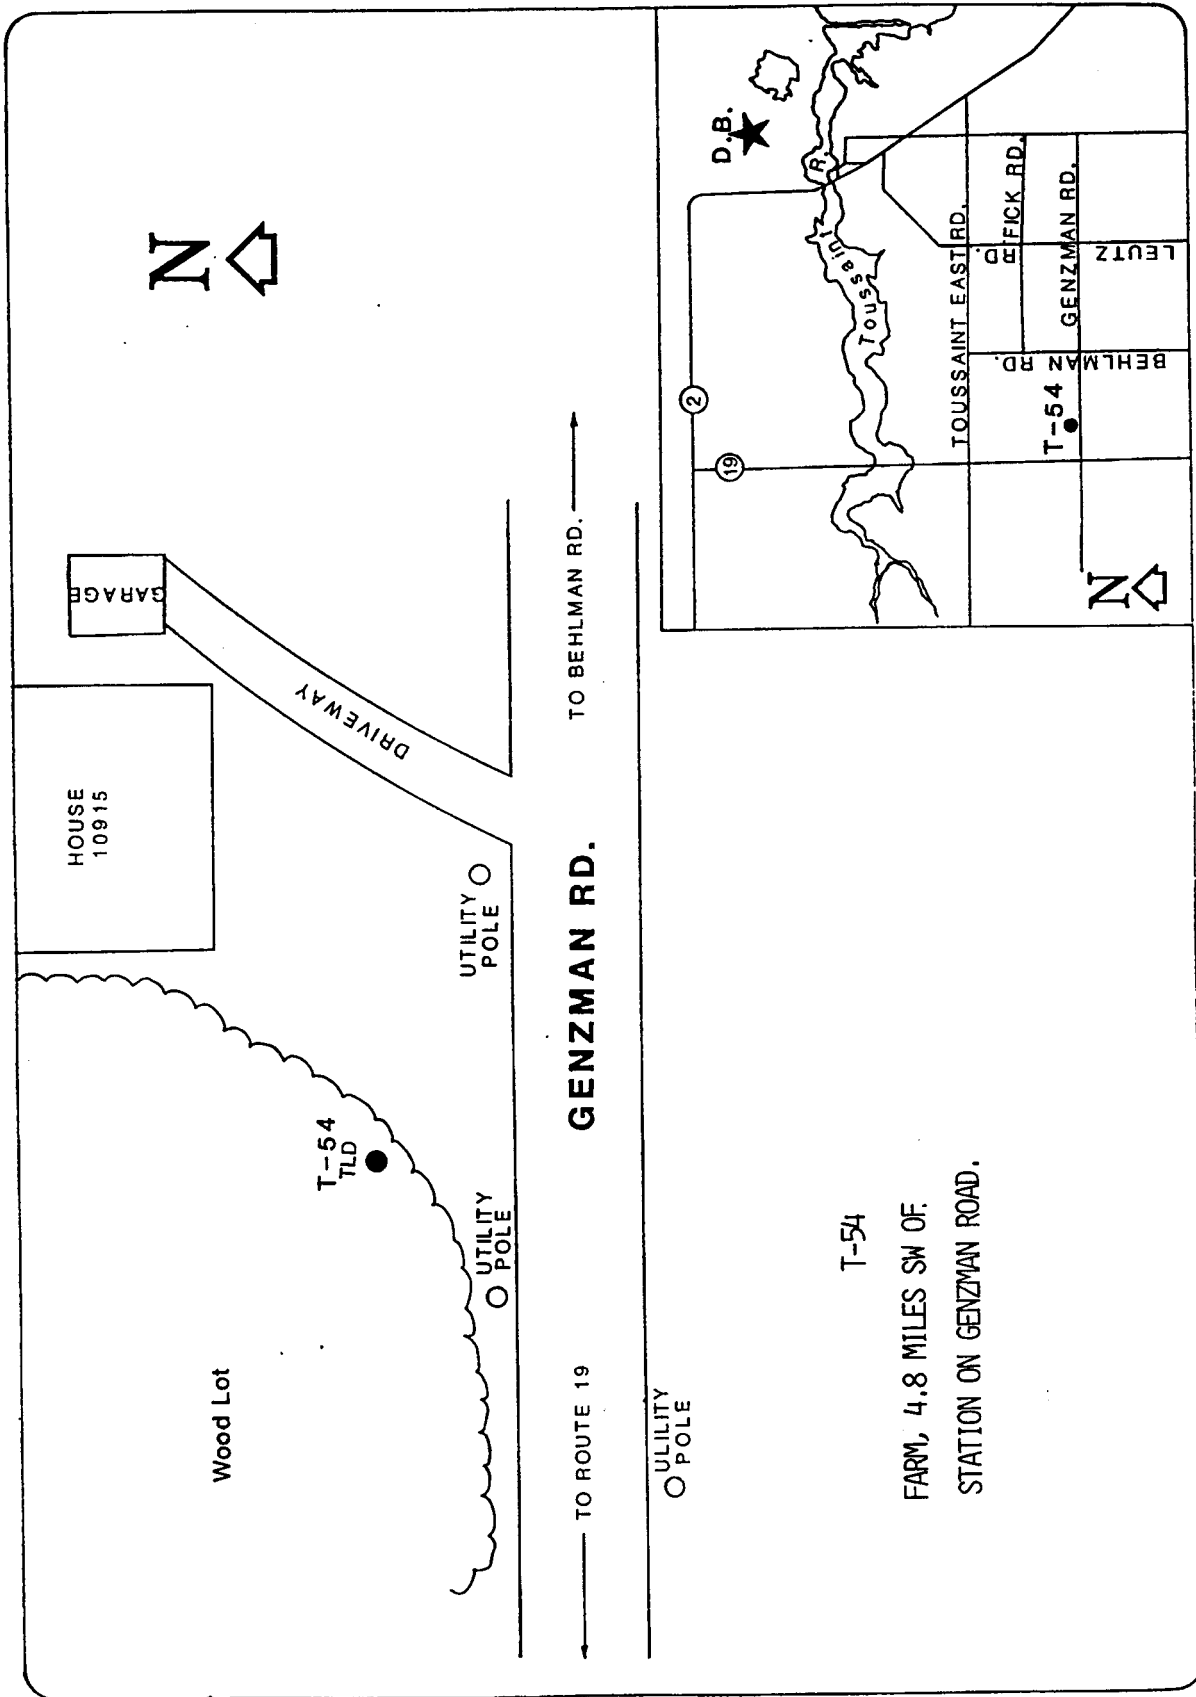 N
HOUSE
10915
GARAGE
DRIVEWAY
Wood Lot
T-54
TLD
UTILITY
POLE
UTILITY
POLE
GENZMAN RD.
TO BEHLMAN RD.
TO ROUTE 19
ULILITY
POLE
T-54
FARM, 4.8 MILES SW OF.
STATION ON GENZMAN ROAD.
D.B.
2
19
Toussaint R.
TOUSSAINT EAST RD.
FICK RD.
GENZMAN RD.
LEUTZ RD.
BEHLMAN RD.
T-54
N